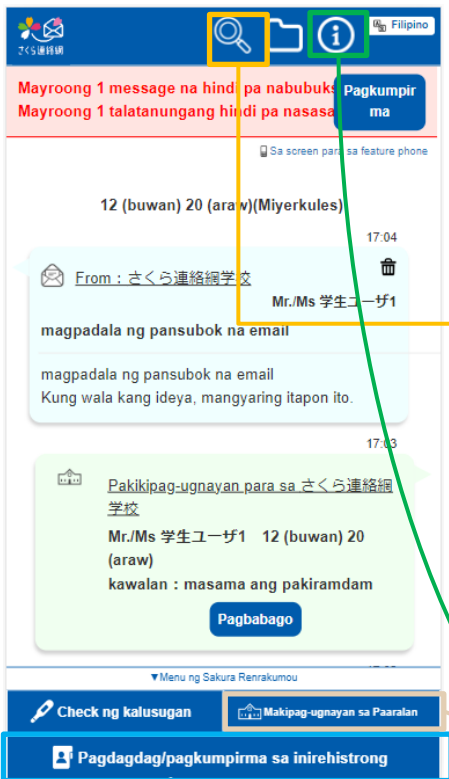 さくら連絡網
Filipino
Mayroong 1 message na hindi pa nabubuks
Mayroong 1 talatanungang hindi pa nasasa
Pagkumpir
ma
Sa screen para sa feature phone
12 (buwan) 20 (araw)(Miyerkules)
17:04
From：さくら連絡網学校
Mr./Ms 学生ユーザ1
magpadala ng pansubok na email
magpadala ng pansubok na email
Kung wala kang ideya, mangyaring itapon ito.
17:03
Pakikipag-ugnayan para sa さくら連絡網
学校
Mr./Ms 学生ユーザ1　12 (buwan) 20
(araw)
kawalan：masama ang pakiramdam
Pagbabago
▼Menu ng Sakura Renrakumou
Check ng kalusugan
Makipag-ugnayan sa Paaralan
Pagdagdag/pagkumpirma sa inirehistrong